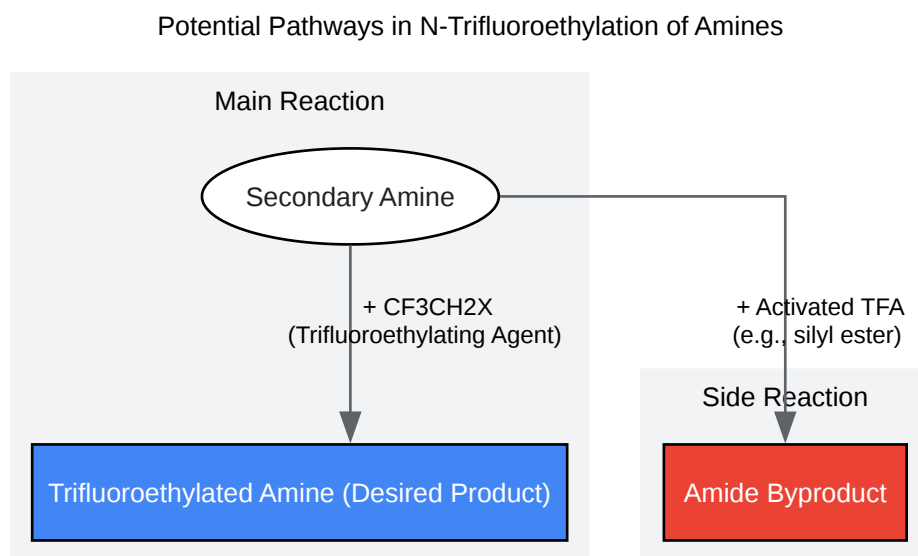 Potential Pathways in N-Trifluoroethylation of Amines
Main Reaction
Secondary Amine
+ CF3CH2X
(Trifluoroethylating Agent)
+ Activated TFA
(e.g., silyl ester)
Side Reaction
Trifluoroethylated Amine (Desired Product)
Amide Byproduct